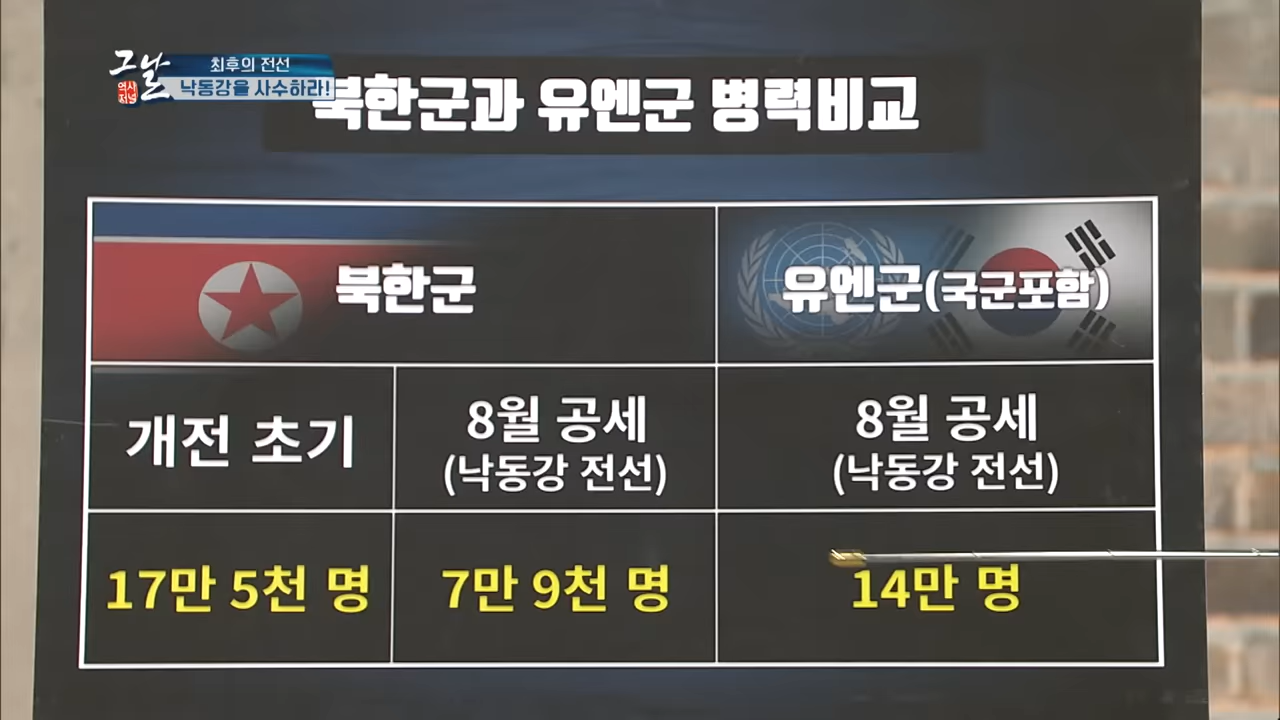 그날
역사
저널
최후의 전선
낙동강을 사수하라!
북한군과 유엔군 병력비교
북한군
유엔군(국군포함)
개전 초기
8월 공세
(낙동강 전선)
8월 공세
(낙동강 전선)
17만 5천 명
7만 9천 명
14만 명